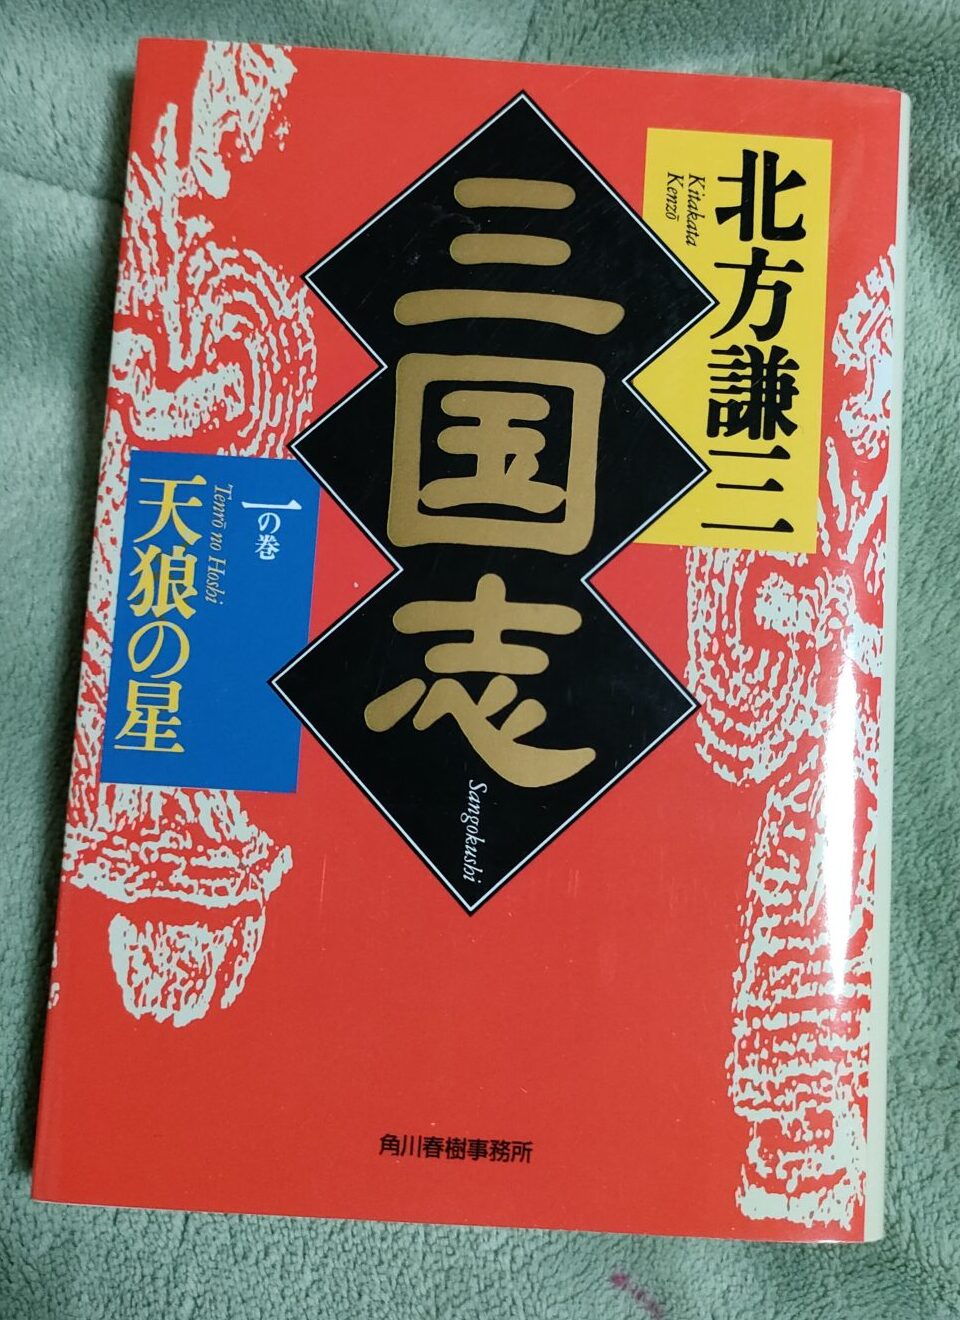 北方謙三
Kitakata
Kenzō
三国志
Sangokushi
一の巻
Tenrō no Hoshi
天狼の星
角川春樹事務所